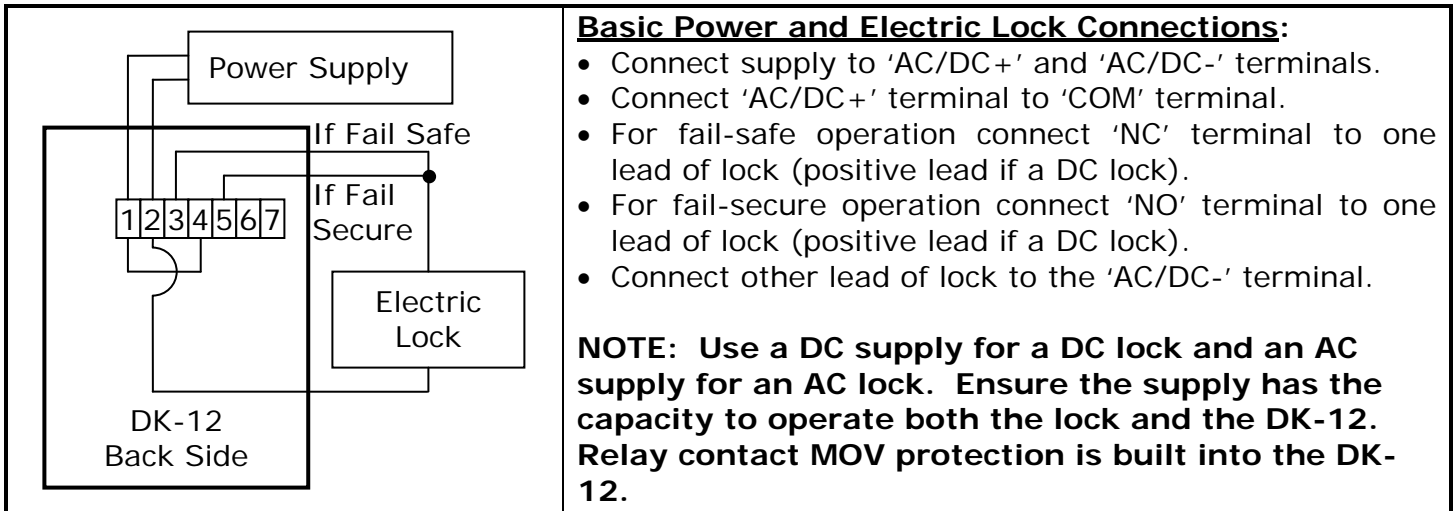 Power Supply
If Fail Safe
If Fail
Secure
1 2 3 4 5 6 7
Electric
Lock
DK-12
Back Side
Basic Power and Electric Lock Connections:
• Connect supply to ‘AC/DC+’ and ‘AC/DC-’ terminals.
• Connect ‘AC/DC+’ terminal to ‘COM’ terminal.
• For fail-safe operation connect ‘NC’ terminal to one
lead of lock (positive lead if a DC lock).
• For fail-secure operation connect ‘NO’ terminal to one
lead of lock (positive lead if a DC lock).
• Connect other lead of lock to the ‘AC/DC-’ terminal.
NOTE: Use a DC supply for a DC lock and an AC
supply for an AC lock. Ensure the supply has the
capacity to operate both the lock and the DK-12.
Relay contact MOV protection is built into the DK-
12.